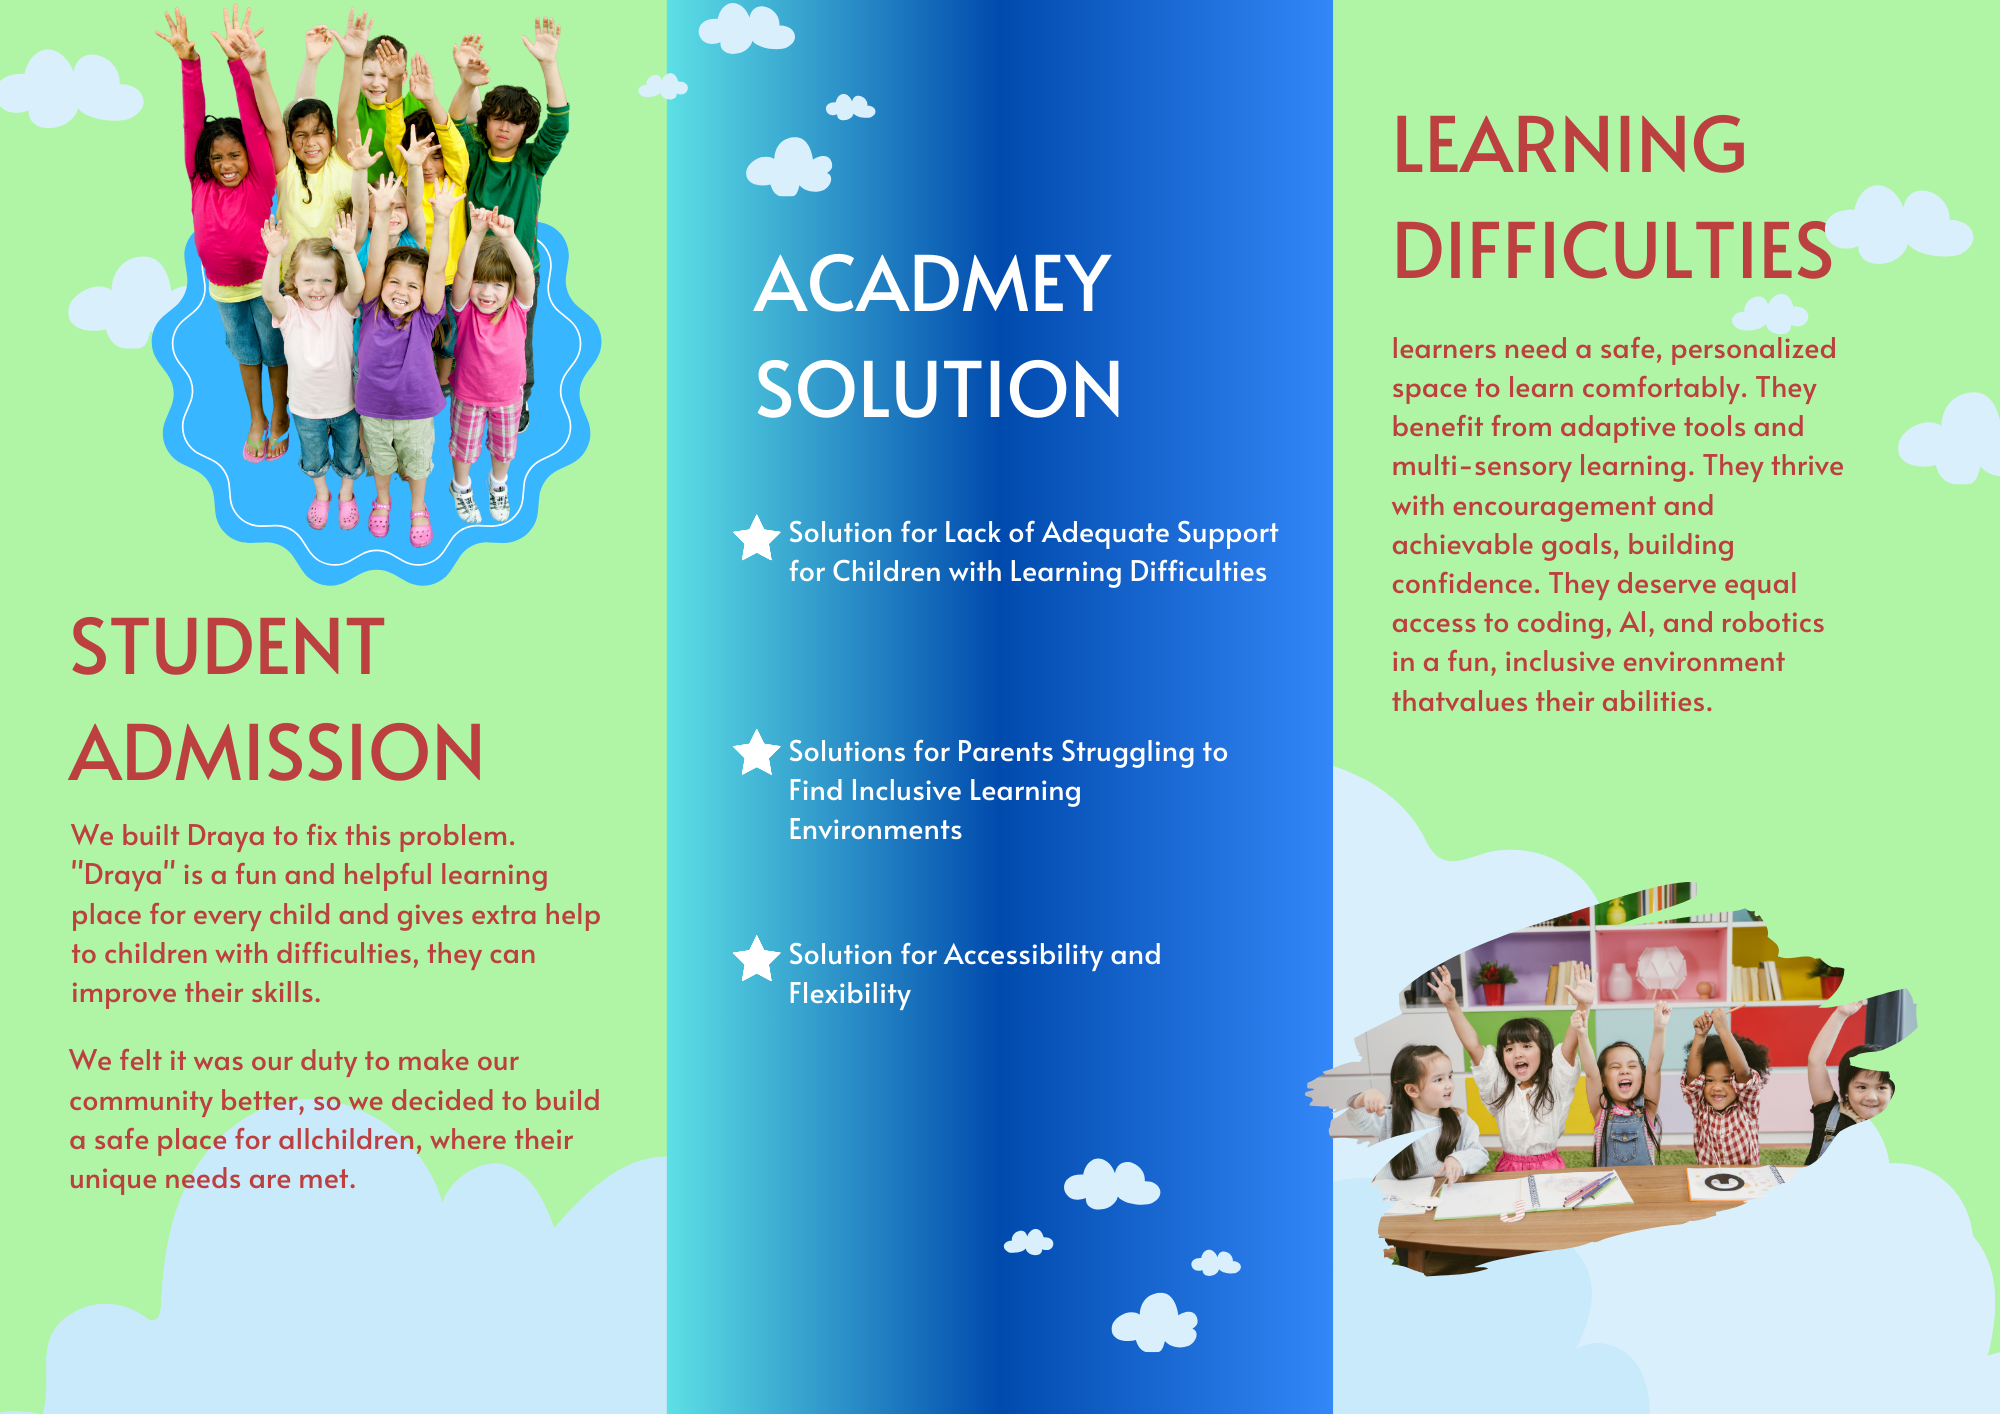 STUDENT
ADMISSION
We built Draya to fix this problem.
"Draya" is a fun and helpful learning
place for every child and gives extra help
to children with difficulties, they can
improve their skills.
We felt it was our duty to make our
community better, so we decided to build
a safe place for allchildren, where their
unique needs are met.
ACADMEY
SOLUTION
Solution for Lack of Adequate Support
for Children with Learning Difficulties
Solutions for Parents Struggling to
Find Inclusive Learning
Environments
Solution for Accessibility and
Flexibility
LEARNING
DIFFICULTIES
learners need a safe, personalized
space to learn comfortably. They
benefit from adaptive tools and
multi-sensory learning. They thrive
with encouragement and
achievable goals, building
confidence. They deserve equal
access to coding, AI, and robotics
in a fun, inclusive environment
thatvalues their abilities.